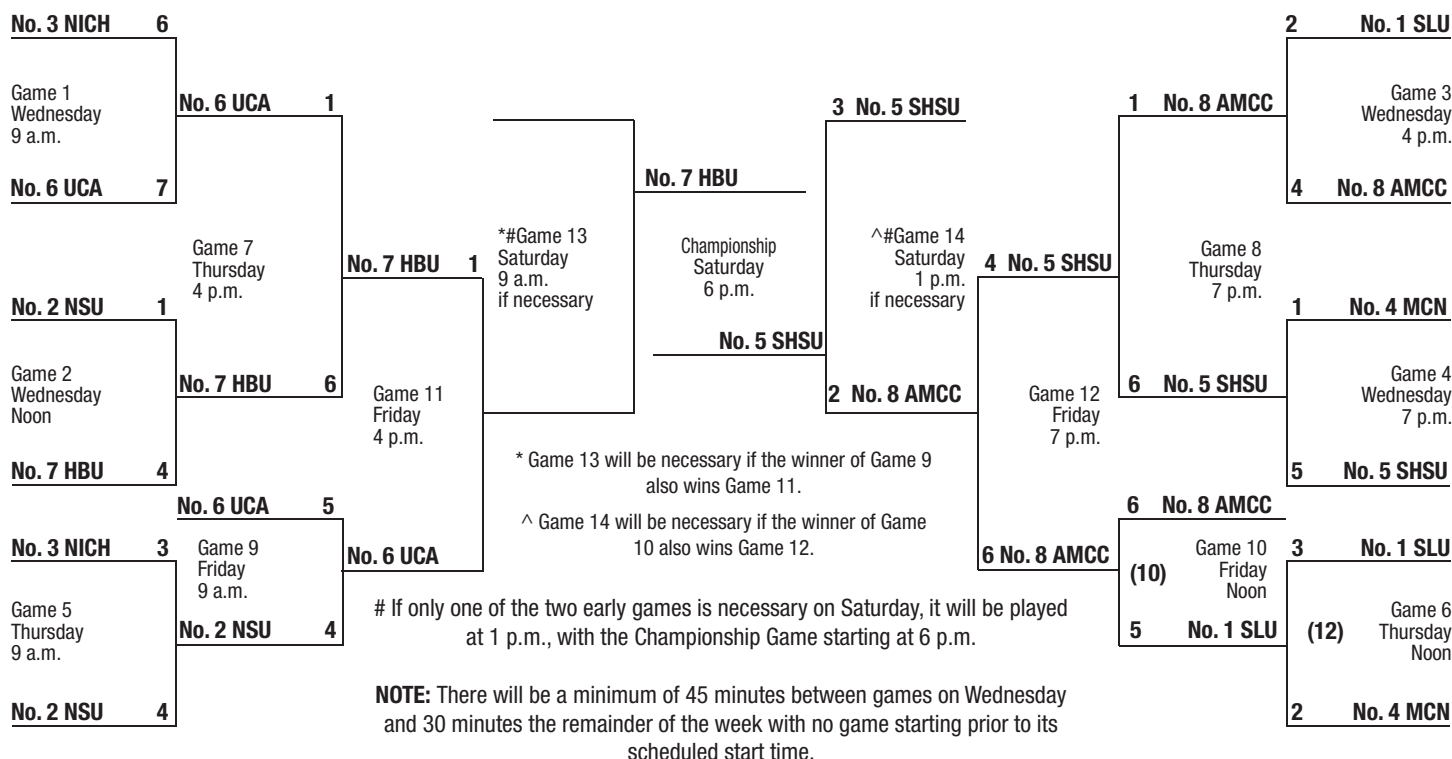 No. 3 NICH 6
Game 1
Wednesday
9 a.m.
No. 6 UCA 7
No. 6 UCA 1
Game 7
Thursday
4 p.m.
No. 2 NSU 1
Game 2
Wednesday
Noon
No. 7 HBU 4
No. 7 HBU 6
No. 7 HBU 1
Game 11
Friday
4 p.m.
No. 3 NICH 3
Game 5
Thursday
9 a.m.
No. 2 NSU 4
No. 6 UCA 5
Game 9
Friday
9 a.m.
No. 2 NSU 4
No. 6 UCA
*#Game 13
Saturday
9 a.m.
if necessary
No. 7 HBU
Championship
Saturday
6 p.m.
No. 5 SHSU
3 No. 5 SHSU
^#Game 14
Saturday
1 p.m.
if necessary
2 No. 8 AMCC
4 No. 5 SHSU
Game 12
Friday
7 p.m.
6 No. 8 AMCC
1 No. 8 AMCC
Game 8
Thursday
7 p.m.
6 No. 5 SHSU
2 No. 1 SLU
Game 3
Wednesday
4 p.m.
4 No. 8 AMCC
1 No. 4 MCN
Game 4
Wednesday
7 p.m.
5 No. 5 SHSU
6 No. 8 AMCC
(10)
Game 10
Friday
Noon
5 No. 1 SLU
3 No. 1 SLU
(12)
Game 6
Thursday
Noon
2 No. 4 MCN
* Game 13 will be necessary if the winner of Game 9
also wins Game 11.
^ Game 14 will be necessary if the winner of Game
10 also wins Game 12.
# If only one of the two early games is necessary on Saturday, it will be played
at 1 p.m., with the Championship Game starting at 6 p.m.
NOTE: There will be a minimum of 45 minutes between games on Wednesday
and 30 minutes the remainder of the week with no game starting prior to its
scheduled start time.